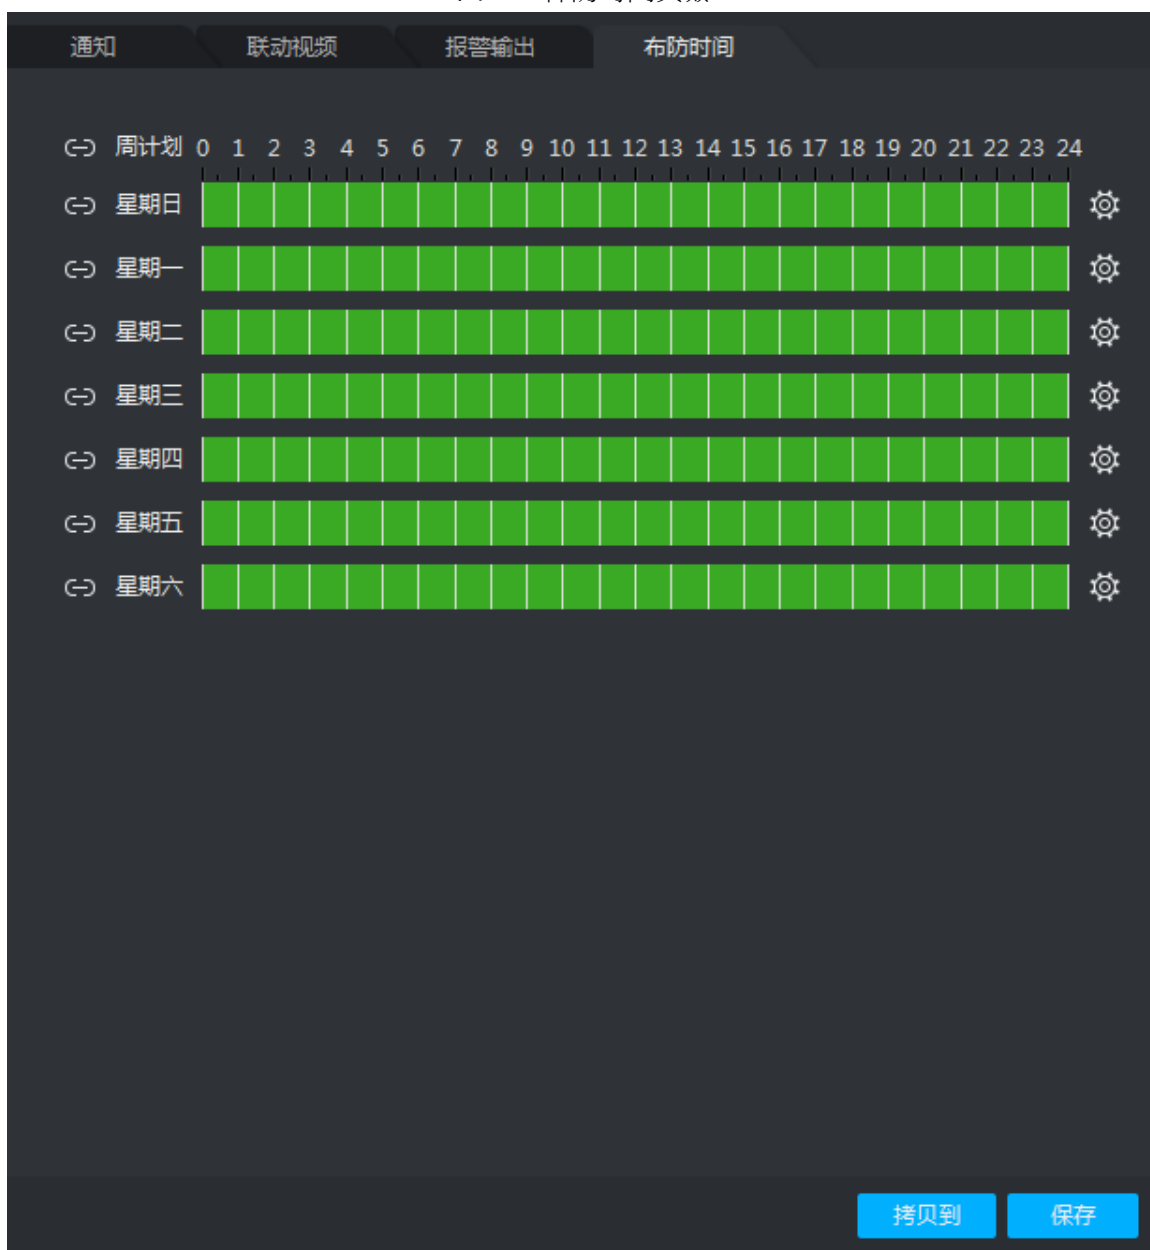 通知 联动视频 报警输出 布防时间
周计划 0 1 2 3 4 5 6 7 8 9 10 11 12 13 14 15 16 17 18 19 20 21 22 23 24
星期日
星期一
星期二
星期三
星期四
星期五
星期六
拷贝到 保存